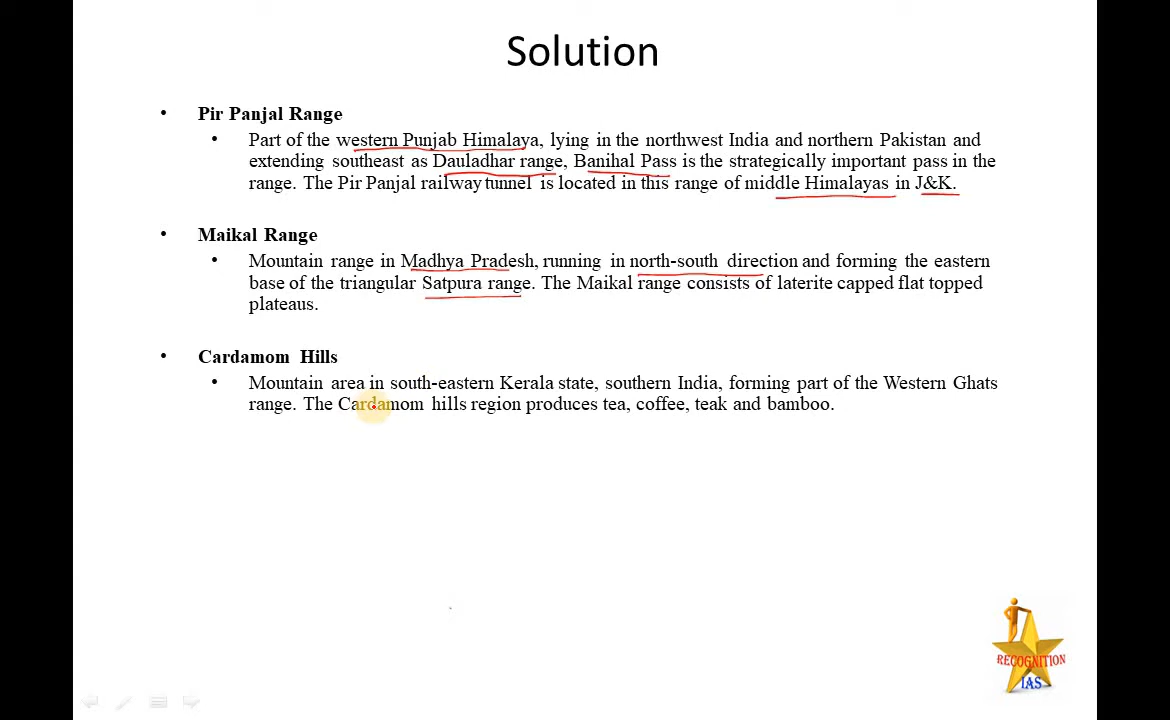 Solution
• Pir Panjal Range
• Part of the western Punjab Himalaya, lying in the northwest India and northern Pakistan and
extending southeast as Dauladhar range, Banihal Pass is the strategically important pass in the
range. The Pir Panjal railway tunnel is located in this range of middle Himalayas in J&K.
• Maikal Range
• Mountain range in Madhya Pradesh, running in north-south direction and forming the eastern
base of the triangular Satpura range. The Maikal range consists of laterite capped flat topped
plateaus.
• Cardamom Hills
• Mountain area in south-eastern Kerala state, southern India, forming part of the Western Ghats
range. The Cardamom hills region produces tea, coffee, teak and bamboo.
RECOGNITION
IAS